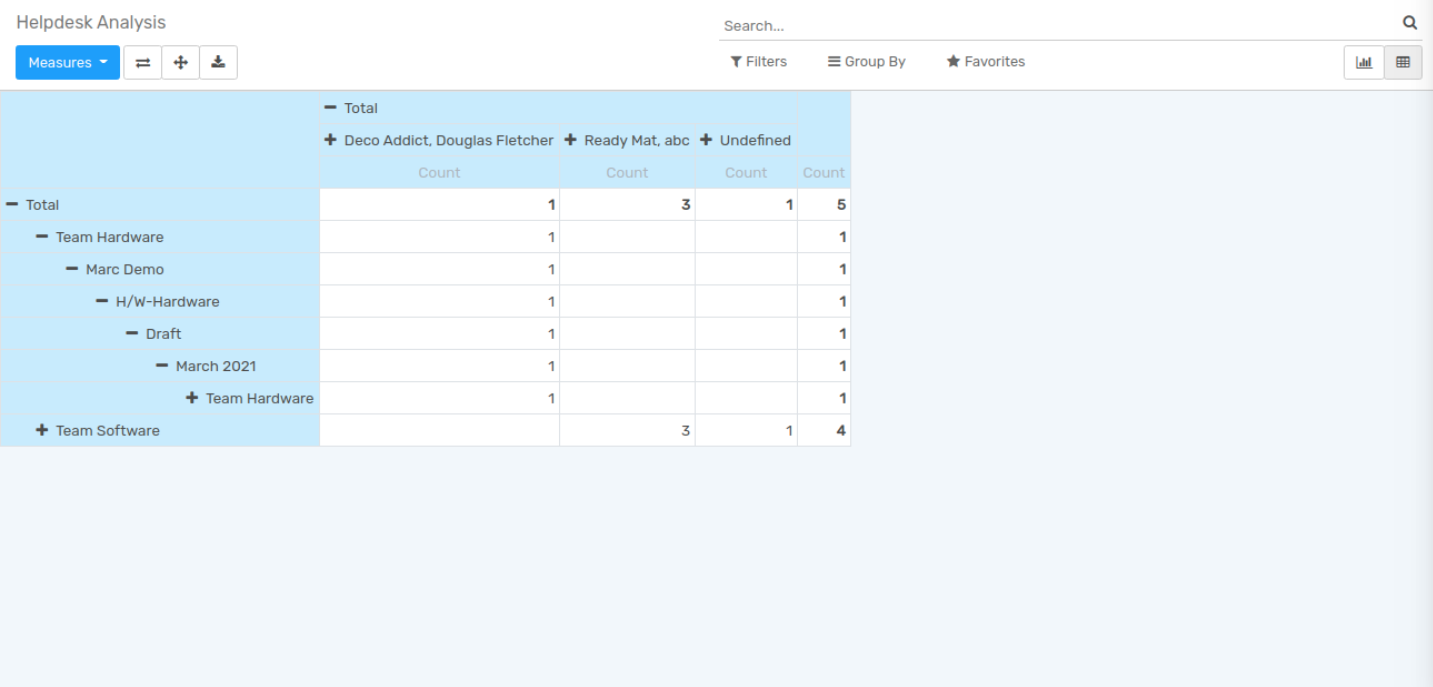 Helpdesk Analysis
Search...
Measures
Filters Group By Favorites
Total
Deco Addict, Douglas Fletcher Ready Mat, abc Undefined
Count Count Count Count
Total 1 3 1 5
Team Hardware 1 1
Marc Demo 1 1
H/W-Hardware 1 1
Draft 1 1
March 2021 1 1
Team Hardware 1 1
Team Software 3 1 4